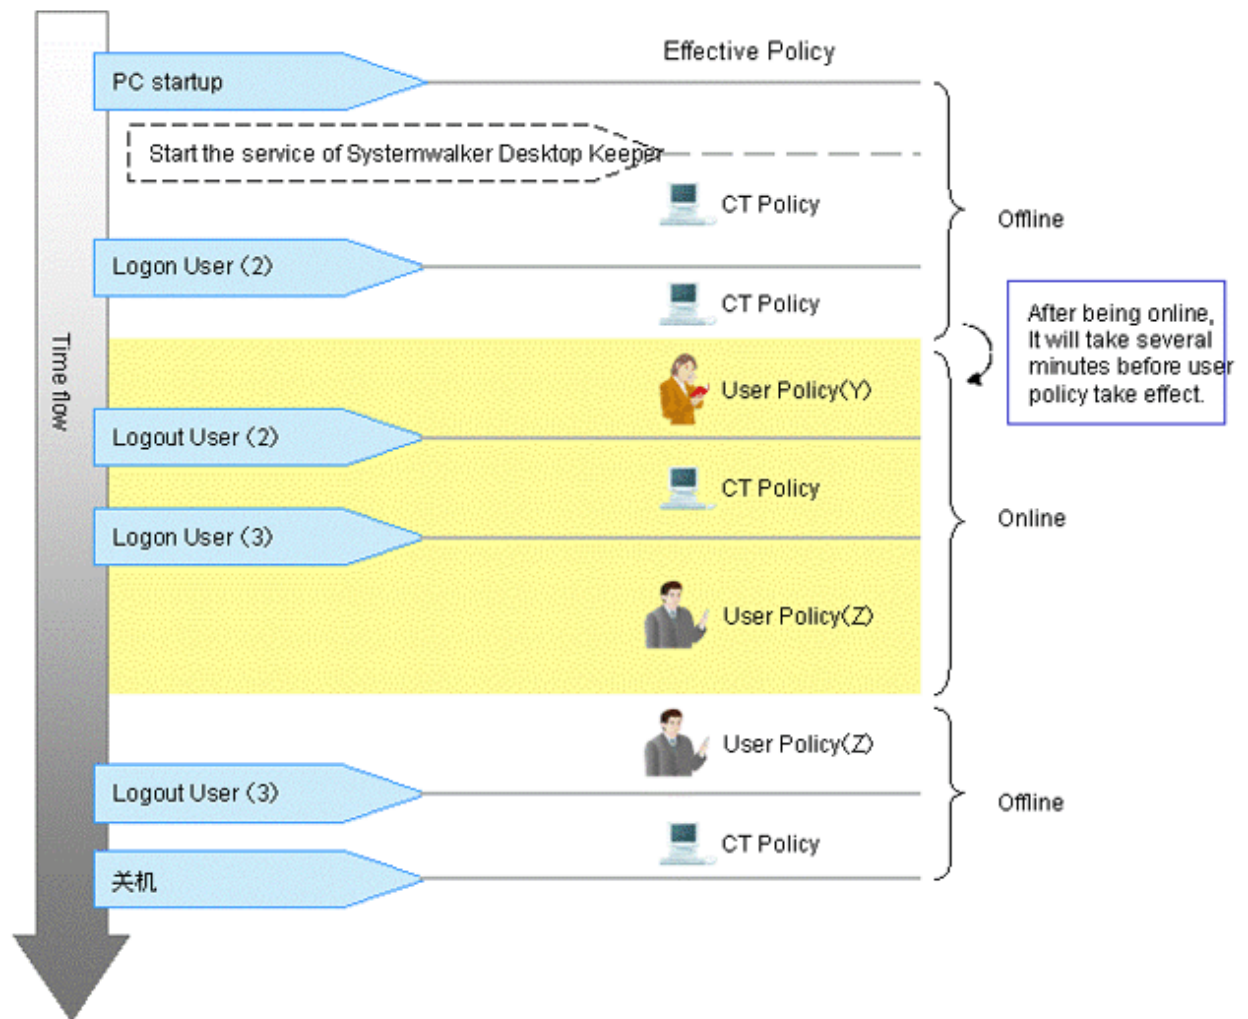 Effective Policy
PC startup
Start the service of Systemwalker Desktop Keeper
CT Policy
Offline
Logon User (2)
CT Policy
After being online,
It will take several
minutes before user
policy take effect.
Time flow
User Policy(Y)
Logout User (2)
CT Policy
Online
Logon User (3)
User Policy(Z)
User Policy(Z)
Logout User (3)
Offline
CT Policy
关机